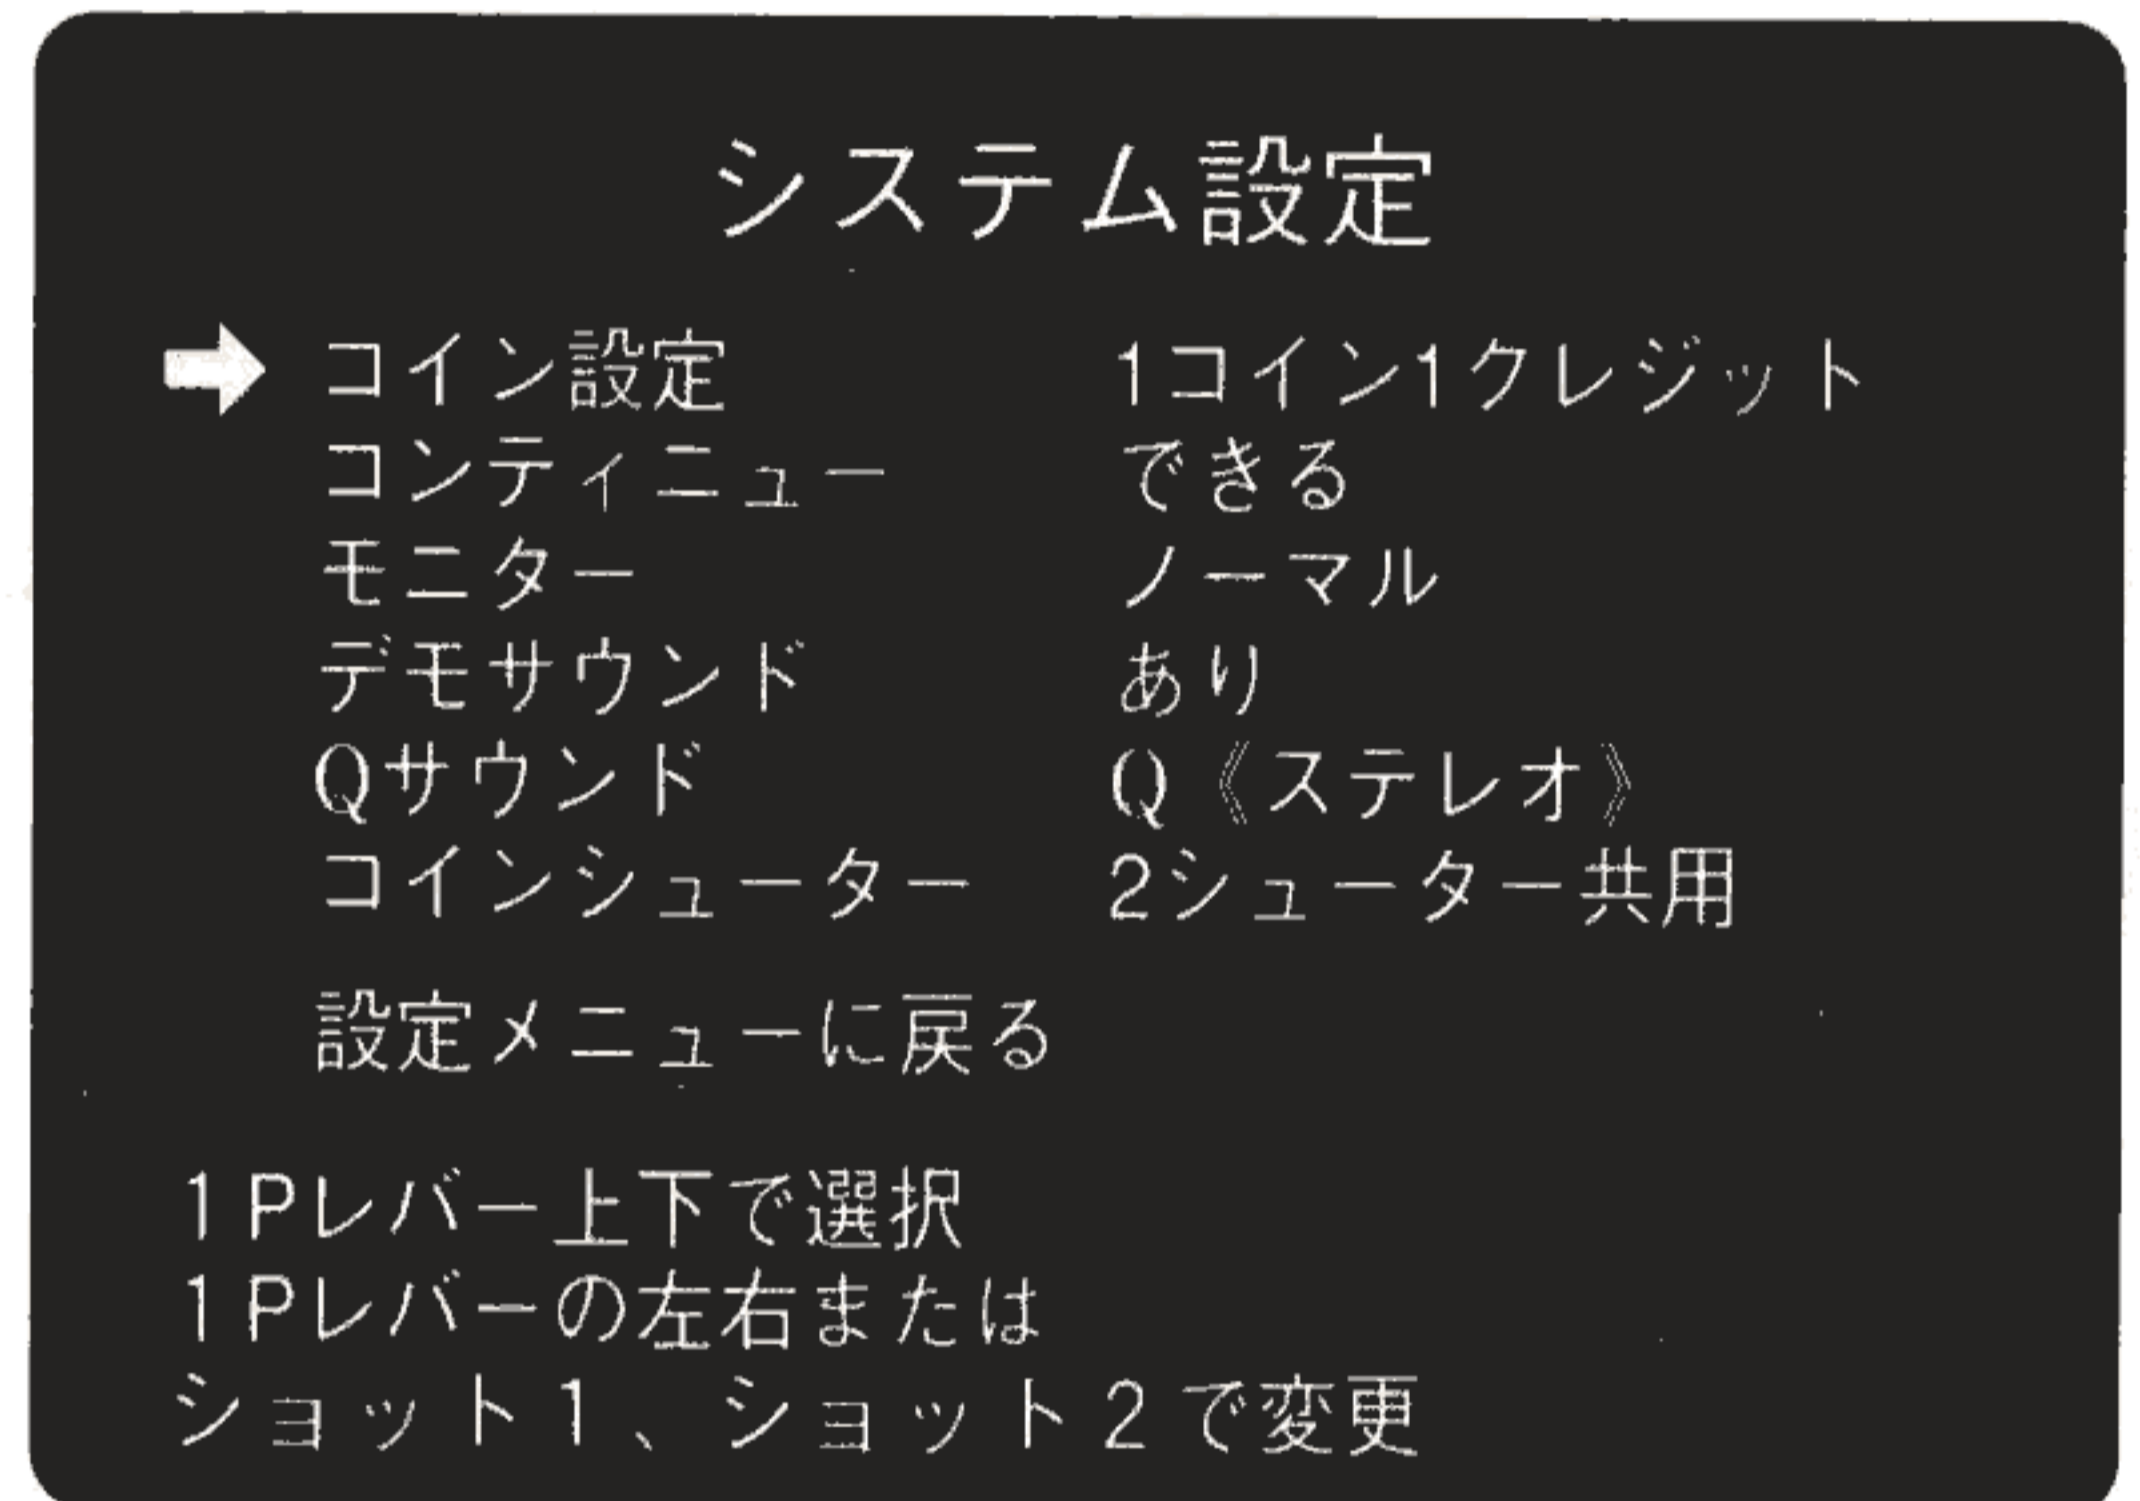 システム設定
コイン設定 1コイン1クレジット
コンティニュー できる
モニター ノーマル
デモサウンド あり
Qサウンド Q《ステレオ》
コインシューター 2シューター共用
設定メニューに戻る
1Pレバー上下で選択
1Pレバーの左右または
ショット1、ショット2で変更